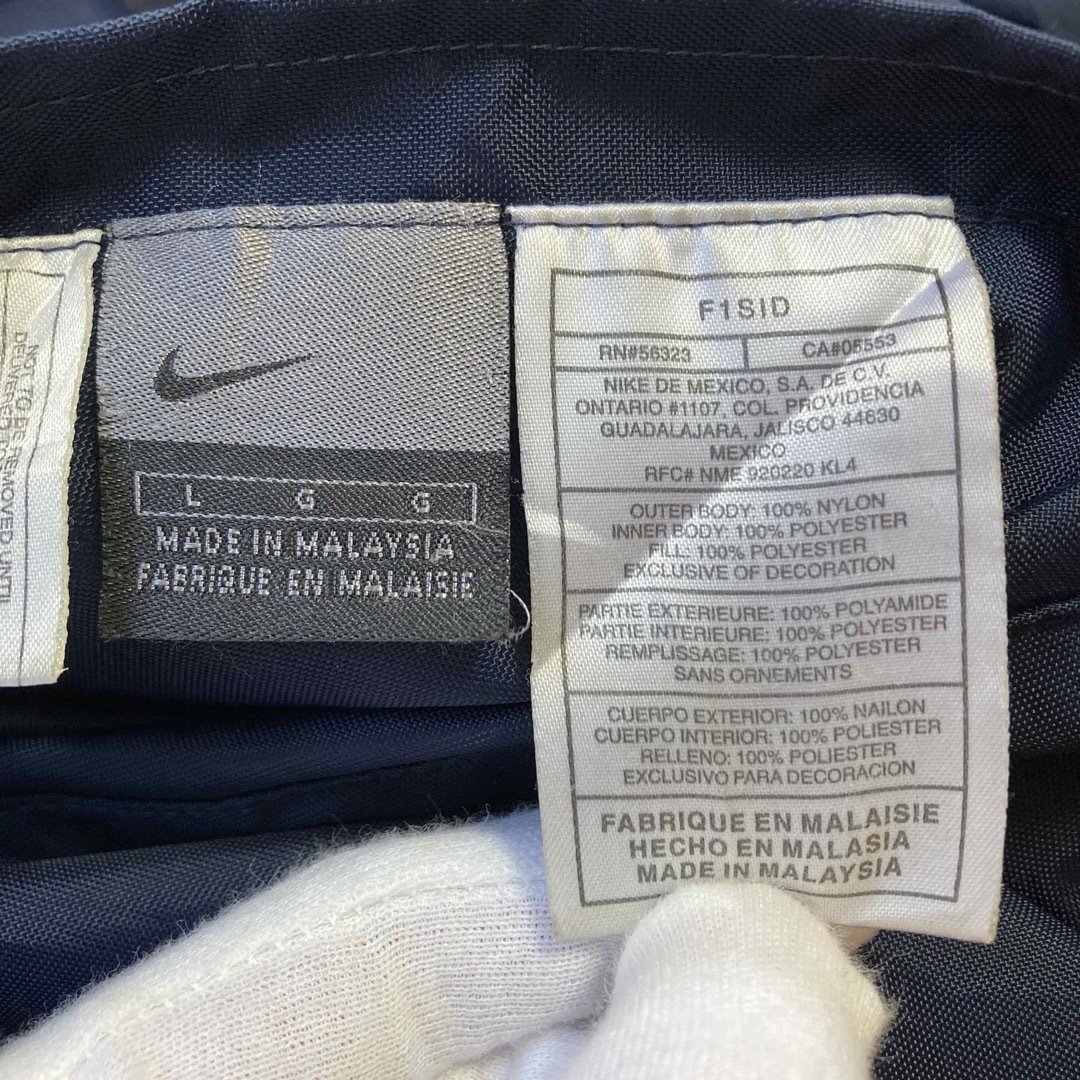 NOT TO BE REMOVED UNTIL
L G G
MADE IN MALAYSIA
FABRIQUE EN MALAISIE
F1SID
RN#56323 CA#05553
NIKE DE MEXICO, S.A. DE C.V.
ONTARIO #1107, COL. PROVIDENCIA
GUADALAJARA, JALISCO 44630
MEXICO
RFC# NME 920220 KL4
OUTER BODY: 100% NYLON
INNER BODY: 100% POLYESTER
FILL: 100% POLYESTER
EXCLUSIVE OF DECORATION
PARTIE EXTERIEURE: 100% POLYAMIDE
PARTIE INTERIEURE: 100% POLYESTER
REMPLISSAGE: 100% POLYESTER
SANS ORNEMENTS
CUERPO EXTERIOR: 100% NAILON
CUERPO INTERIOR: 100% POLIESTER
RELLENO: 100% POLIESTER
EXCLUSIVO PARA DECORACION
FABRIQUE EN MALAISIE
HECHO EN MALASIA
MADE IN MALAYSIA